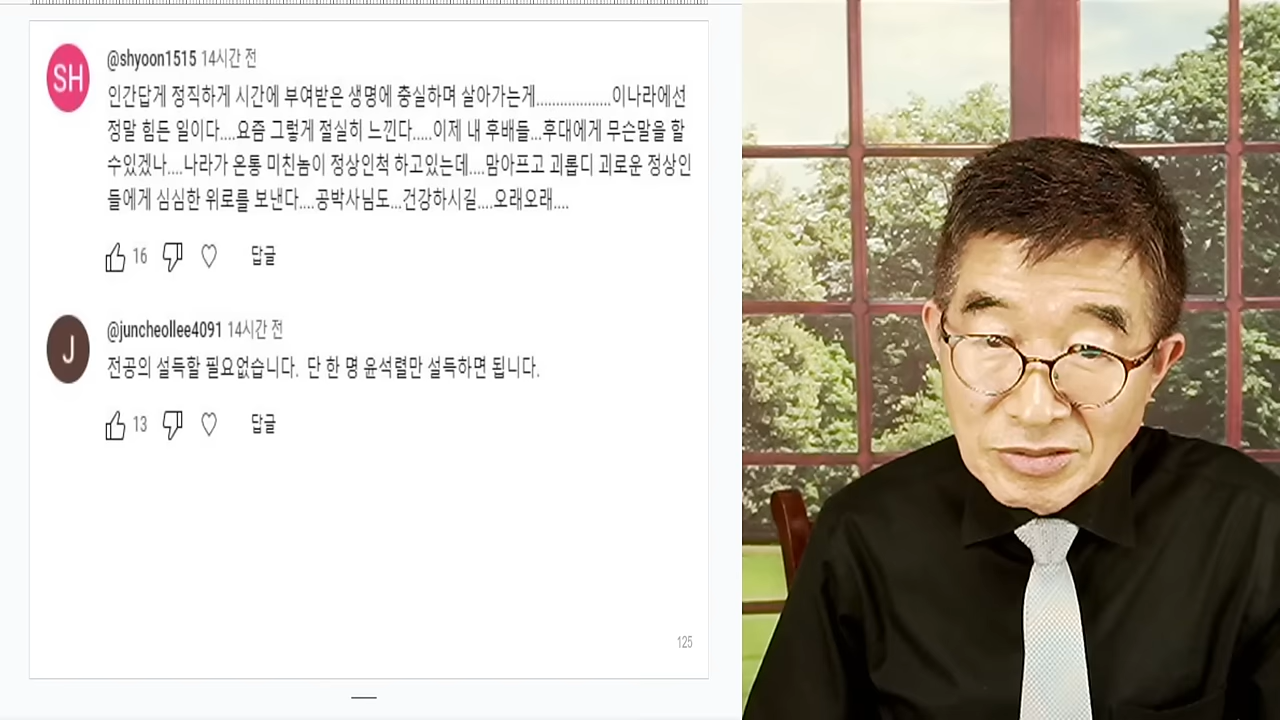 SH
@shyoon1515 14시간 전
인간답게 정직하게 시간에 부여받은 생명에 충실하며 살아가는게...................이나라에선
정말 힘든 일이다....요즘 그렇게 절실히 느낀다.....이제 내 후배들...후대에게 무슨말을 할
수있겠나....나라가 온통 미친놈이 정상인척 하고있는데....맘아프고 괴롭디 괴로운 정상인
들에게 심심한 위로를 보낸다....공박사님도...건강하시길....오래오래....
16 답글
J
@juncheollee4091 14시간 전
전공의 설득할 필요없습니다. 단 한 명 윤석렬만 설득하면 됩니다.
13 답글
125